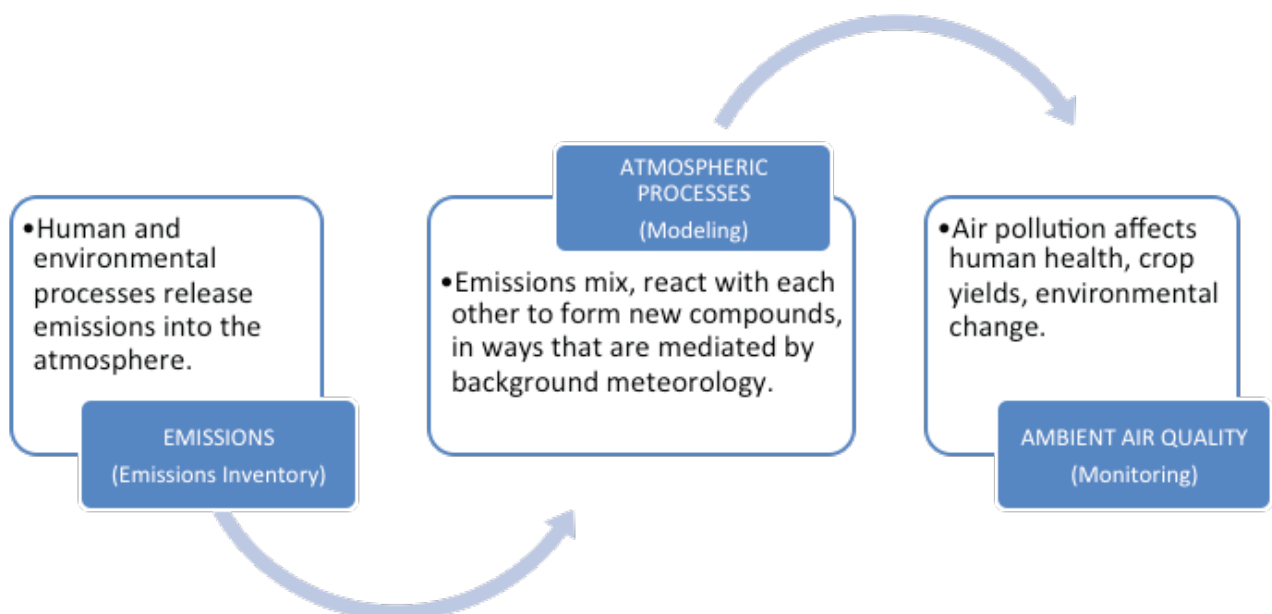 •Human and
environmental
processes release
emissions into the
atmosphere.
EMISSIONS
(Emissions Inventory)
ATMOSPHERIC
PROCESSES
(Modeling)
•Emissions mix, react with each
other to form new compounds,
in ways that are mediated by
background meteorology.
•Air pollution affects
human health, crop
yields, environmental
change.
AMBIENT AIR QUALITY
(Monitoring)